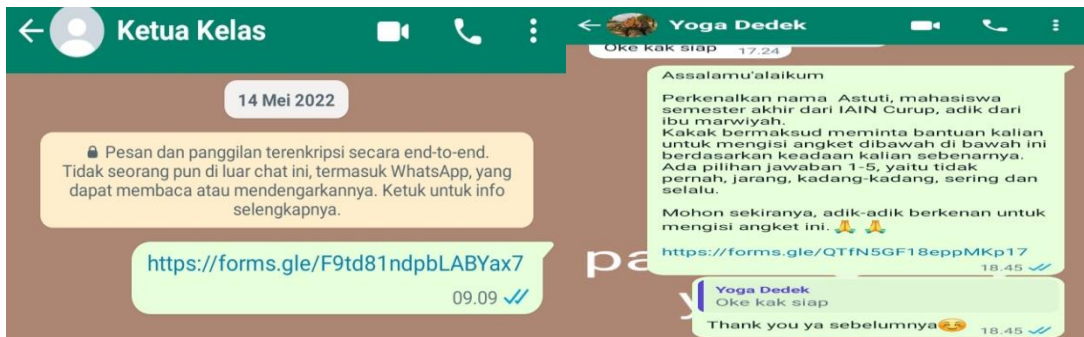 Ketua Kelas
14 Mei 2022
Pesan dan panggilan terenkripsi secara end-to-end.
Tidak seorang pun di luar chat ini, termasuk WhatsApp, yang
dapat membaca atau mendengarkannya. Ketuk untuk info
selengkapnya.
https://forms.gle/F9td81ndpbLABYax7
09.09
Yoga Dedek
Oke kak siap 17.24
Assalamu'alaikum
Perkenalkan nama Astuti, mahasiswa
semester akhir dari IAIN Curup, adik dari
ibu marwiyah.
Kakak bermaksud meminta bantuan kalian
untuk mengisi angket dibawah di bawah ini
berdasarkan keadaan kalian sebenarnya.
Ada pilihan jawaban 1-5, yaitu tidak
pernah, jarang, kadang-kadang, sering dan
selalu.
Mohon sekiranya, adik-adik berkenan untuk
mengisi angket ini. 🙏 🙏
https://forms.gle/QTfN5GF18eppMKp17
18.45
Yoga Dedek
Oke kak siap
Thank you ya sebelumnya☺️ 18.45